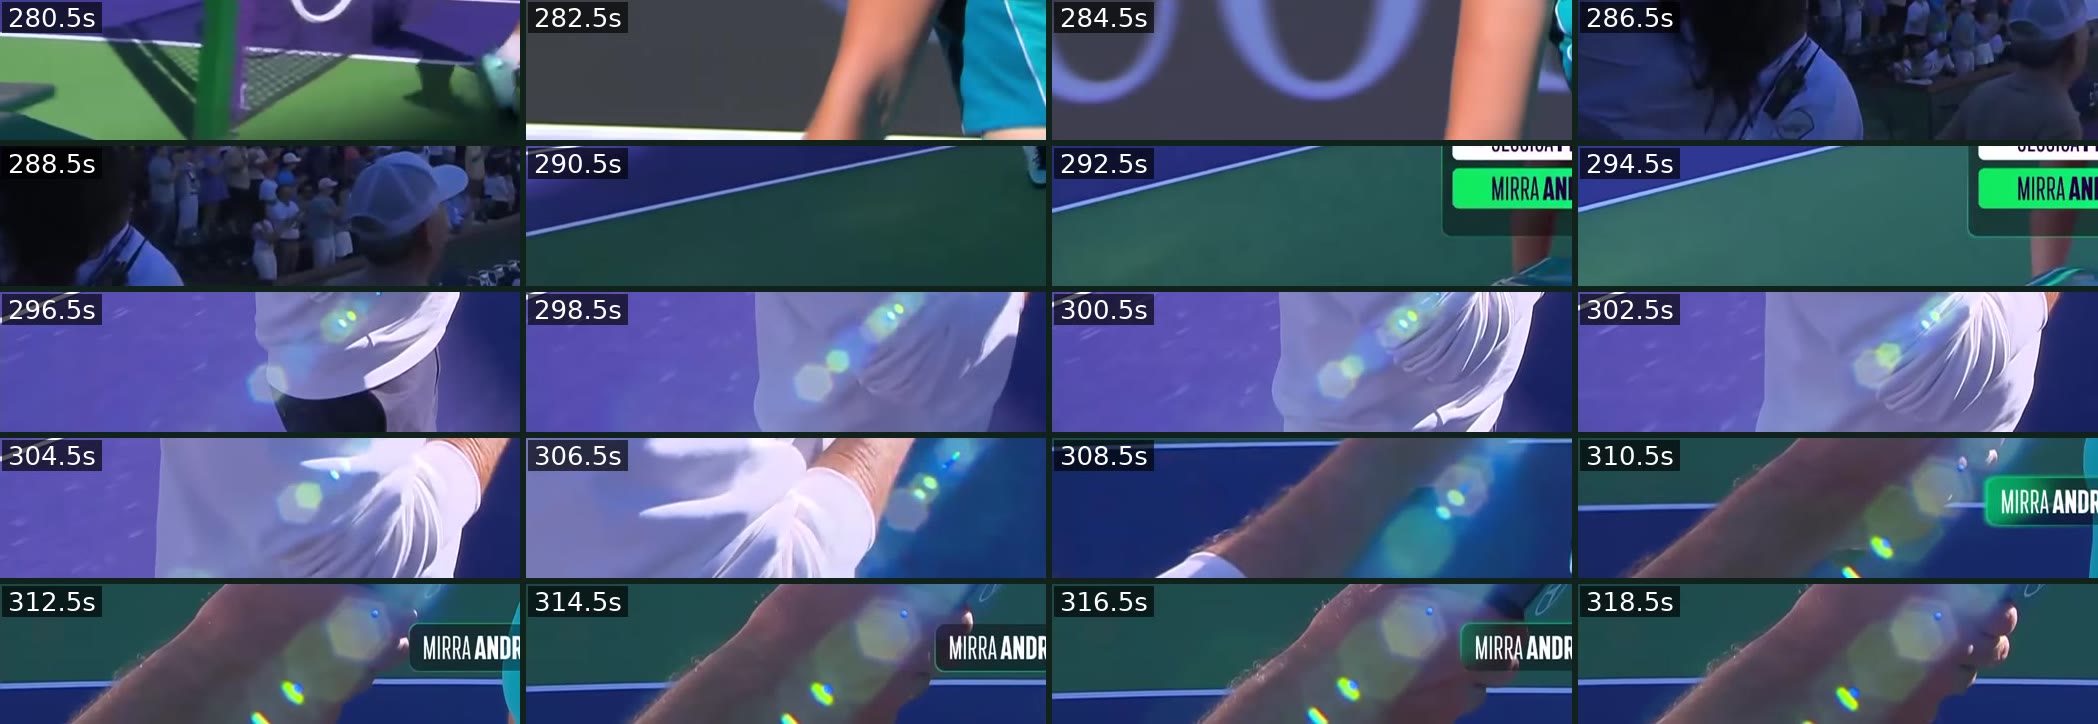 280.5s
282.5s
284.5s
286.5s
288.5s
290.5s
292.5s
MIRRA AN
294.5s
MIRRA AN
296.5s
298.5s
300.5s
302.5s
304.5s
306.5s
308.5s
310.5s
MIRRA AND
312.5s
MIRRA ANDR
314.5s
MIRRA ANDR
316.5s
MIRRA ANDR
318.5s